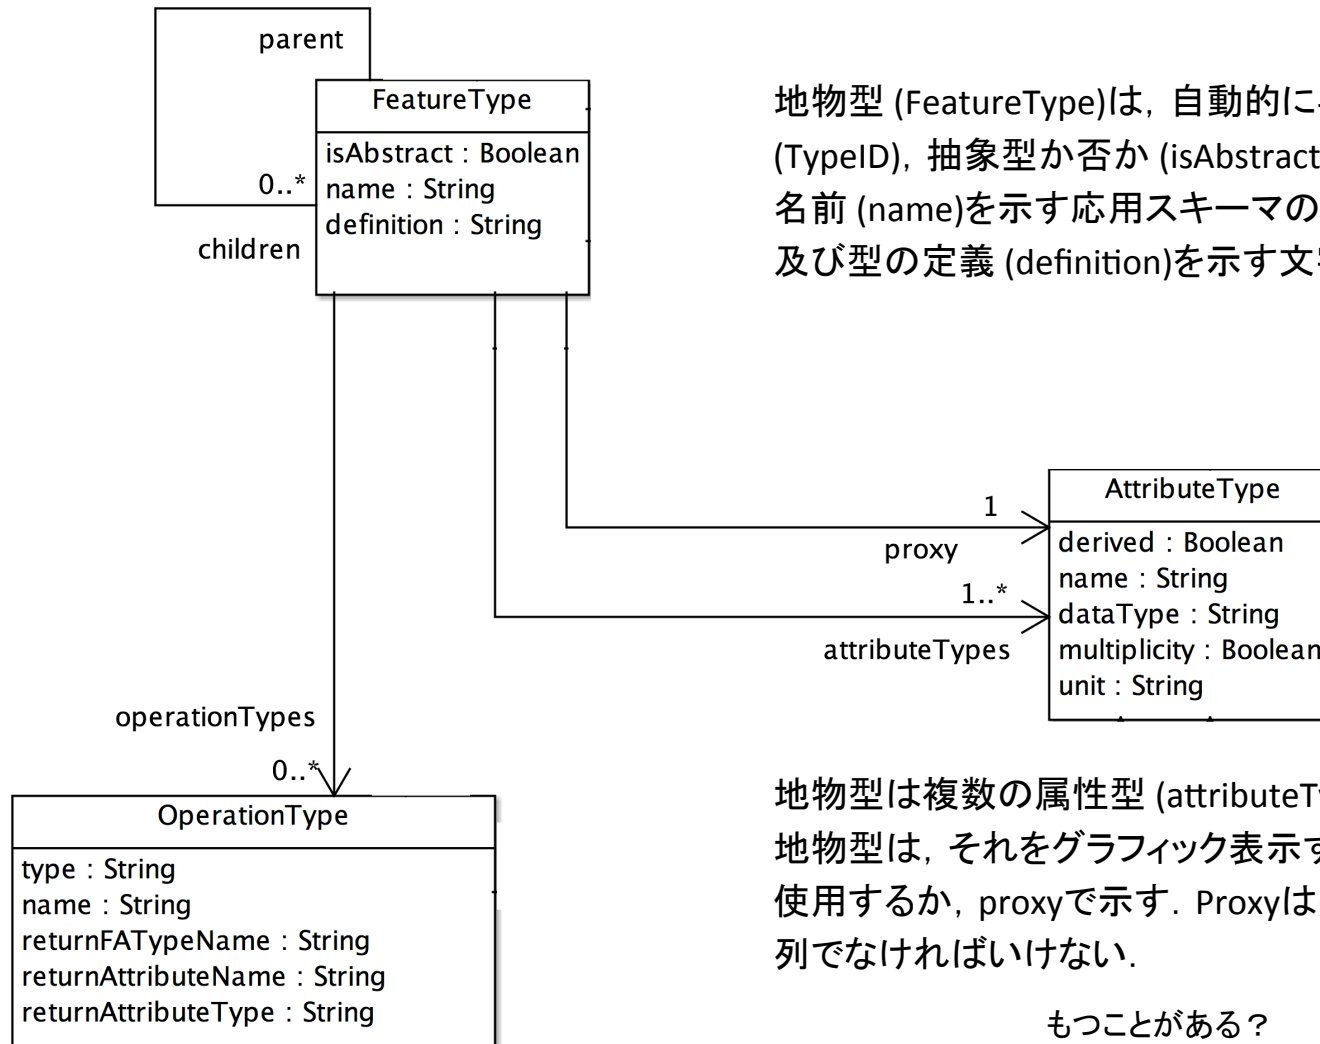 parent
FeatureType
isAbstract : Boolean
name : String
definition : String
0..*
children
地物型 (FeatureType)は, 自動的に
(TypeID), 抽象型か否か (isAbstract
名前 (name)を示す応用スキーマの
及び型の定義 (definition)を示す文
1
proxy
1..*
attributeTypes
AttributeType
derived : Boolean
name : String
dataType : String
multiplicity : Boolean
unit : String
operationTypes
0..*
OperationType
type : String
name : String
returnFATypeName : String
returnAttributeName : String
returnAttributeType : String
地物型は複数の属性型 (attributeTy
地物型は, それをグラフィック表示す
使用するか, proxyで示す. Proxyは
列でなければいけない.
もつことがある？